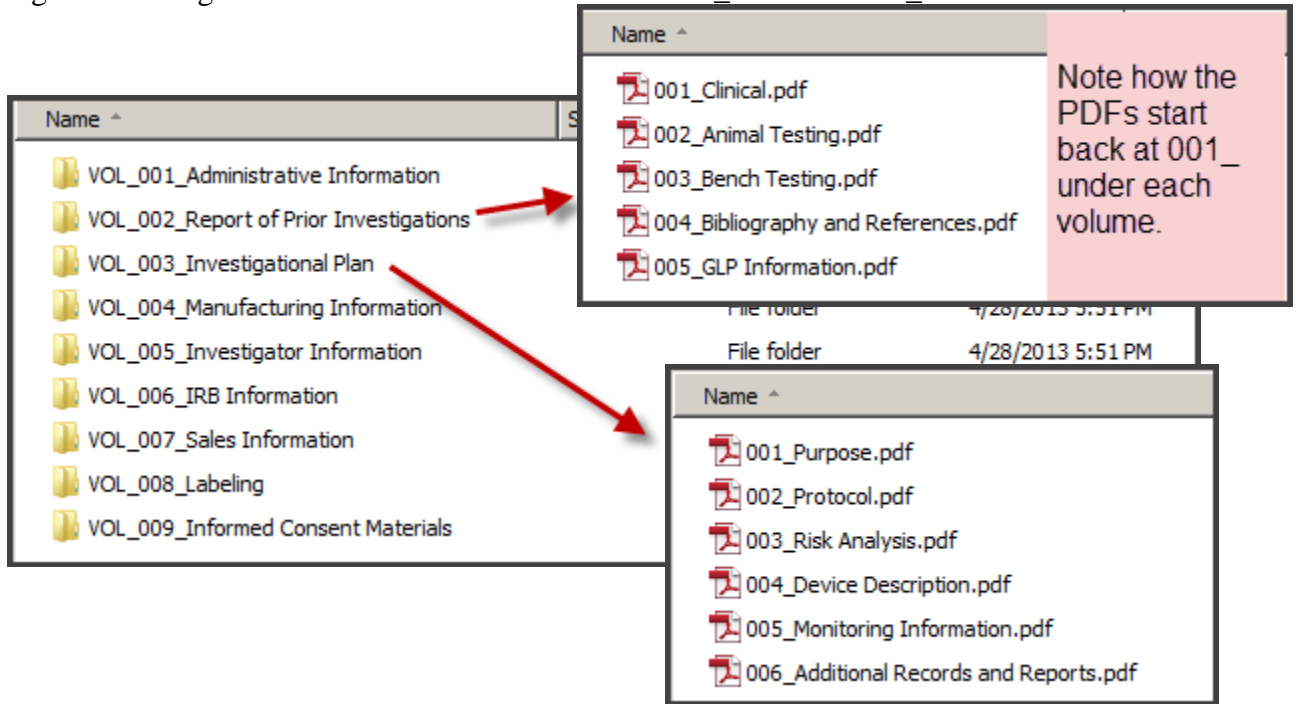 Name
001_Clinical.pdf
002_Animal Testing.pdf
003_Bench Testing.pdf
004_Bibliography and References.pdf
005_GLP Information.pdf
Note how the
PDFs start
back at 001_
under each
volume.
Name
VOL_001_Administrative Information
VOL_002_Report of Prior Investigations
VOL_003_Investigational Plan
VOL_004_Manufacturing Information
File folder 4/28/2013 5:51 PM
VOL_005_Investigator Information
File folder 4/28/2013 5:51 PM
VOL_006_IRB Information
VOL_007_Sales Information
VOL_008_Labeling
VOL_009_Informed Consent Materials
Name
001_Purpose.pdf
002_Protocol.pdf
003_Risk Analysis.pdf
004_Device Description.pdf
005_Monitoring Information.pdf
006_Additional Records and Reports.pdf